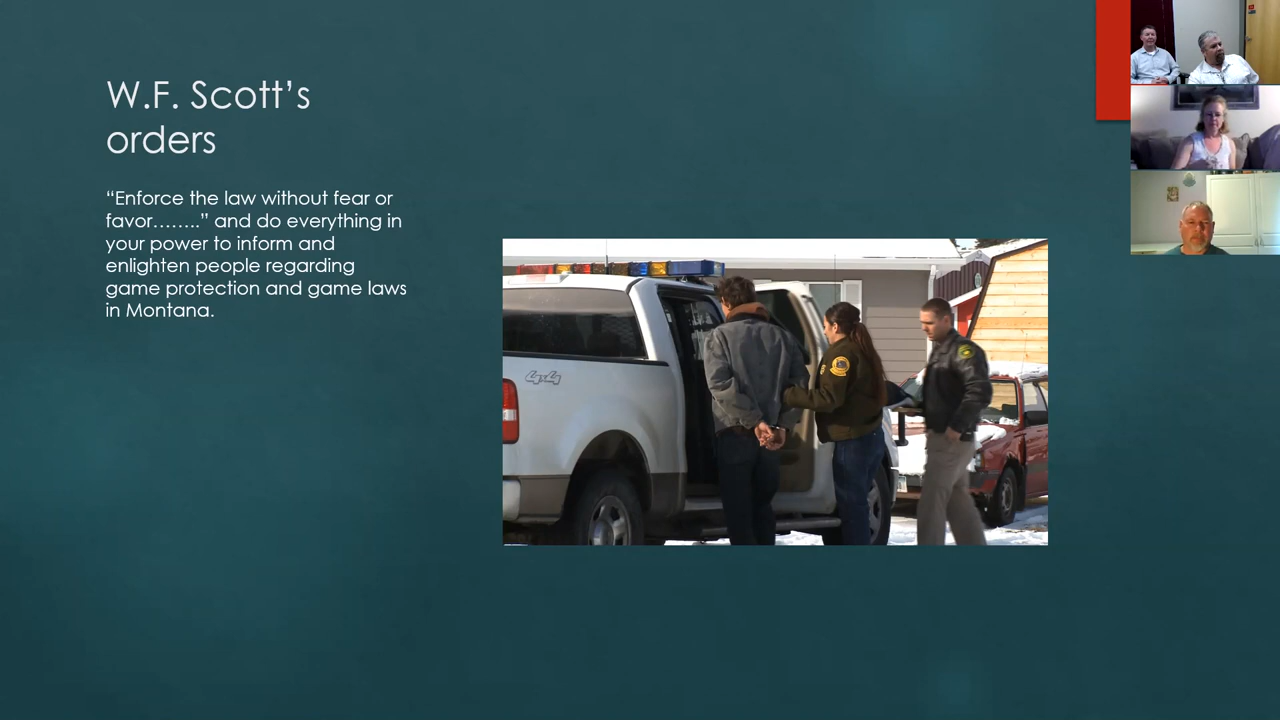 W.F. Scott’s
orders
“Enforce the law without fear or
favor……..” and do everything in
your power to inform and
enlighten people regarding
game protection and game laws
in Montana.
4x4